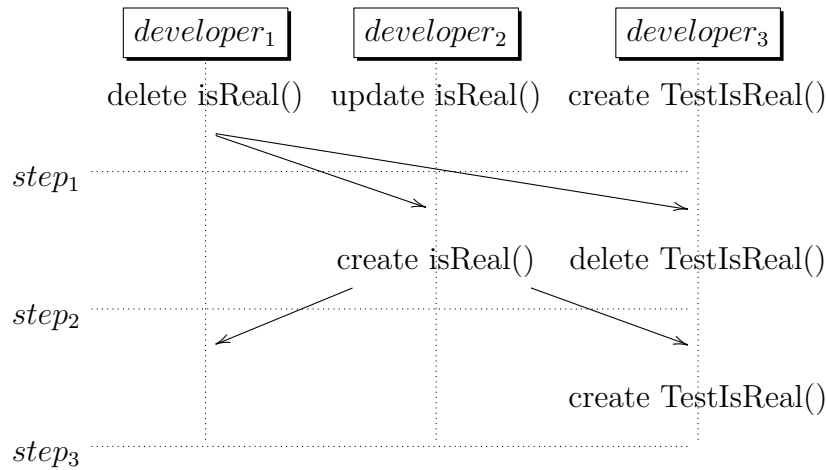 developer₁ developer₂ developer₃
delete isReal() update isReal() create TestIsReal()
step₁
create isReal() delete TestIsReal()
step₂
create TestIsReal()
step₃